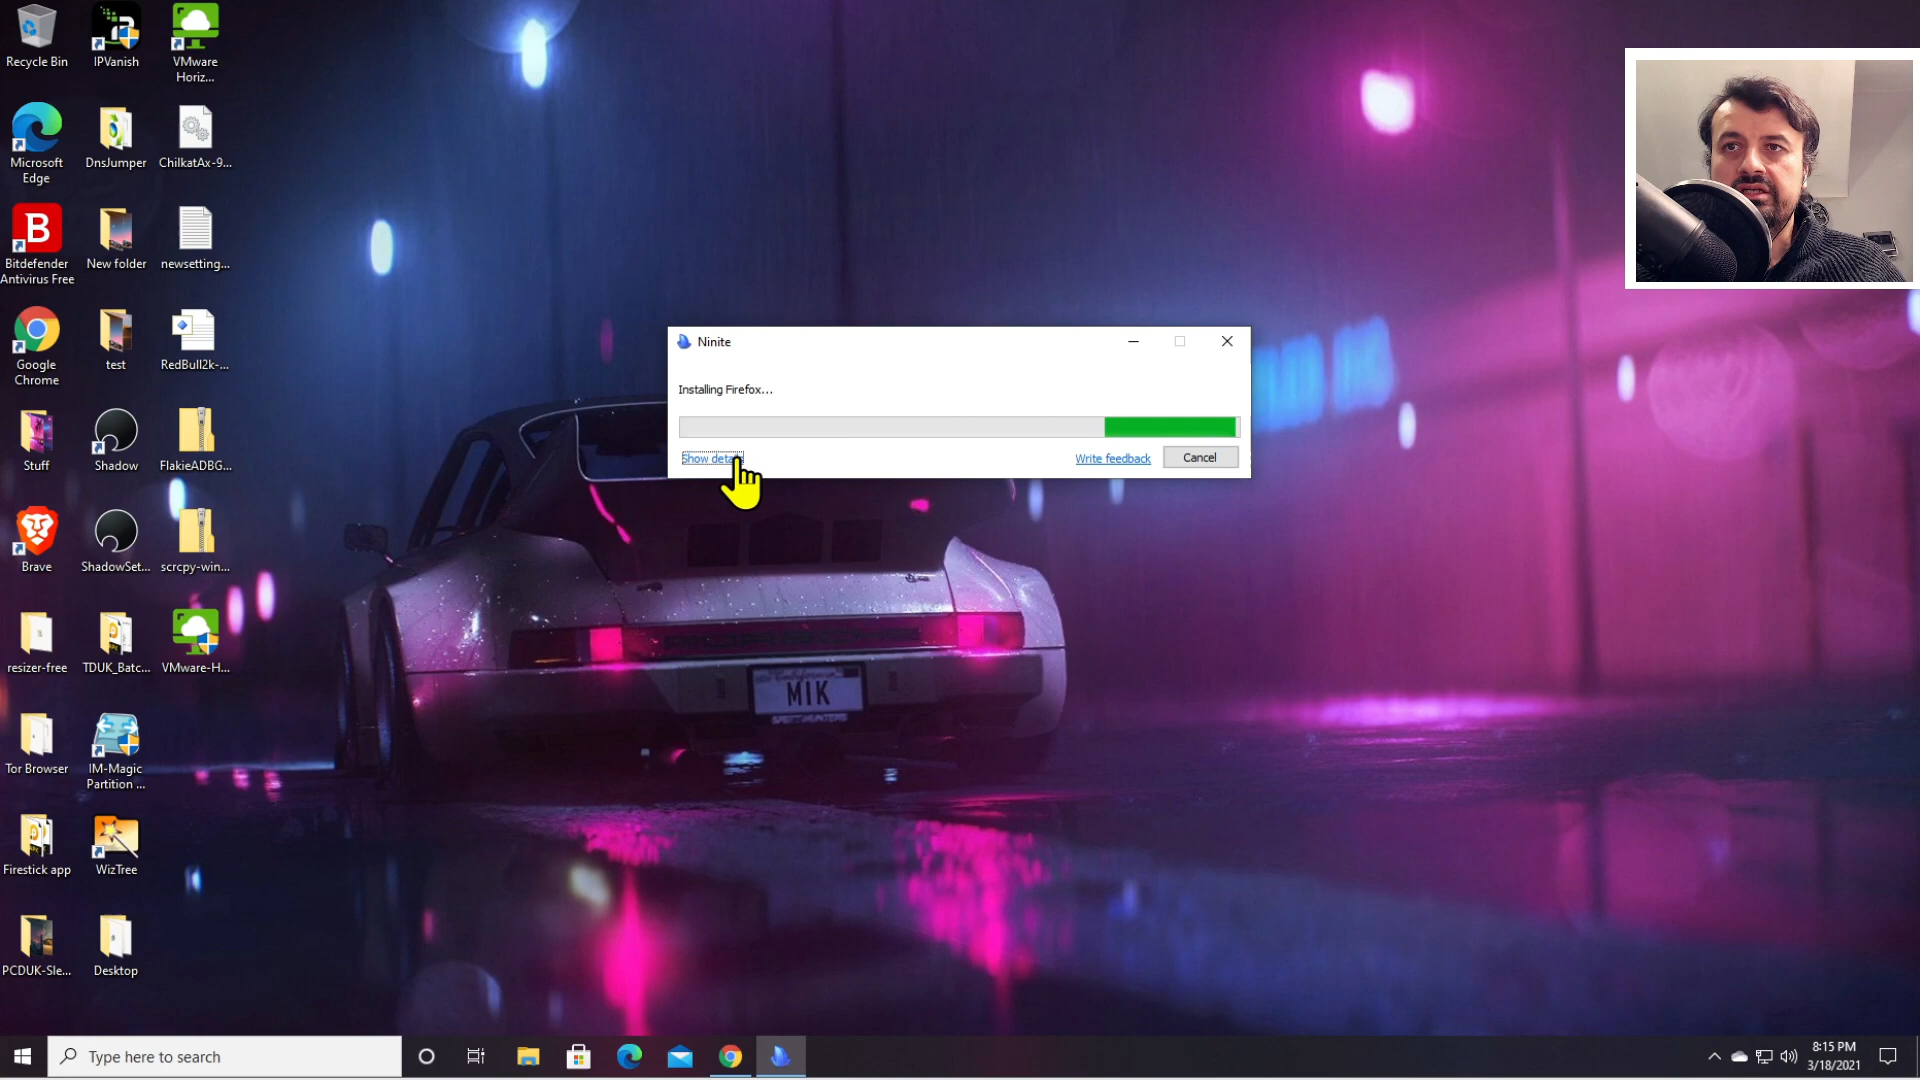 Recycle Bin
IPVanish
VMware
Horiz...
Microsoft
Edge
DnsJumper
ChilkatAx-9...
Bitdefender
Antivirus Free
New folder
newsetting...
Google
Chrome
test
RedBull2k-...
Stuff
Shadow
FlakieADBG...
Brave
ShadowSet...
scrcpy-win...
resizer-free
TDUK_Batc...
VMware-H...
Tor Browser
IM-Magic
Partition ...
Firestick app
WizTree
PCDUK-Sle...
Desktop
Ninite
Installing Firefox...
Show details
Write feedback
Cancel
MIK
SPEEDHUNTERS
Type here to search
8:15 PM
3/18/2021